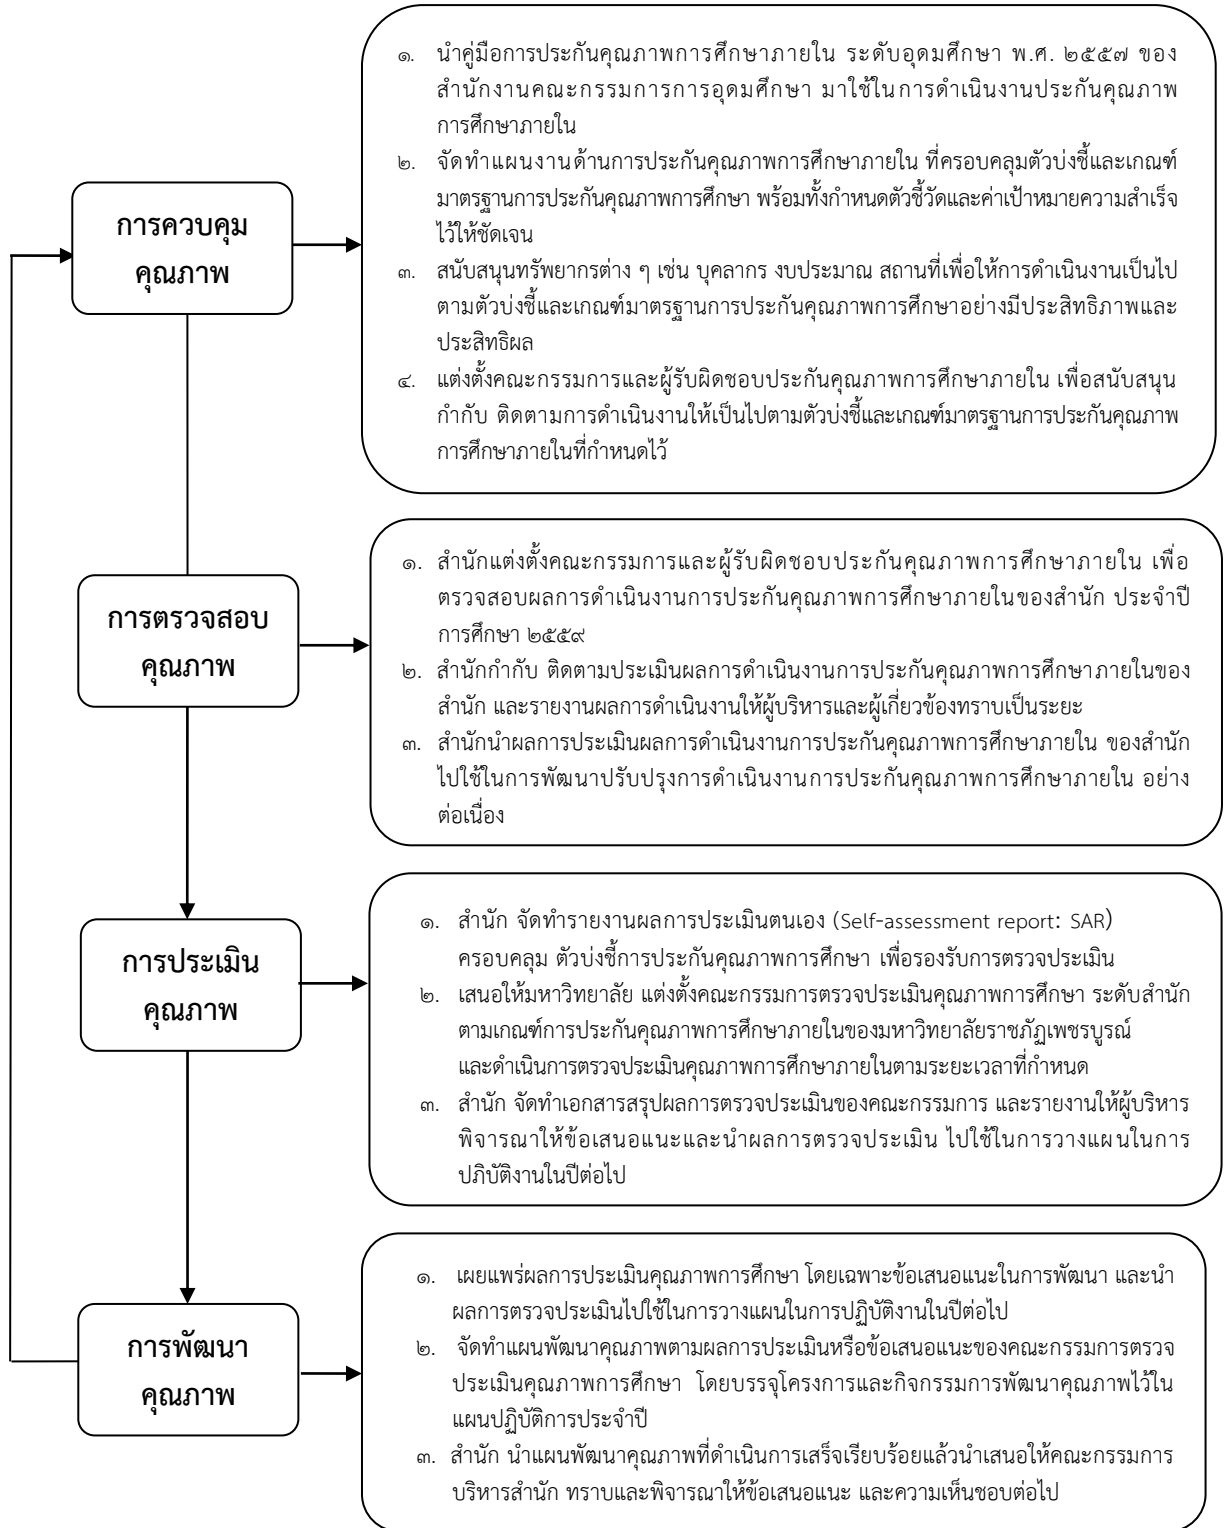 ๑. นำคู่มือการประกันคุณภาพการศึกษาภายใน ระดับอุดมศึกษา พ.ศ. ๒๕๕๗ ของ
สำนักงานคณะกรรมการการอุดมศึกษา มาใช้ในการดำเนินงานประกันคุณภาพ
การศึกษาภายใน
๒. จัดทำแผนงานด้านการประกันคุณภาพการศึกษาภายใน ที่ครอบคลุมตัวบ่งชี้และเกณฑ์
มาตรฐานการประกันคุณภาพการศึกษา พร้อมทั้งกำหนดตัวชี้วัดและค่าเป้าหมายความสำเร็จ
ไว้ให้ชัดเจน
๓. สนับสนุนทรัพยากรต่าง ๆ เช่น บุคลากร งบประมาณ สถานที่เพื่อให้การดำเนินงานเป็นไป
ตามตัวบ่งชี้และเกณฑ์มาตรฐานการประกันคุณภาพการศึกษาอย่างมีประสิทธิภาพและ
ประสิทธิผล
๔. แต่งตั้งคณะกรรมการและผู้รับผิดชอบประกันคุณภาพการศึกษาภายใน เพื่อสนับสนุน
กำกับ ติดตามการดำเนินงานให้เป็นไปตามตัวบ่งชี้และเกณฑ์มาตรฐานการประกันคุณภาพ
การศึกษาภายในที่กำหนดไว้
การควบคุม
คุณภาพ
๑. สำนักแต่งตั้งคณะกรรมการและผู้รับผิดชอบประกันคุณภาพการศึกษาภายใน เพื่อ
ตรวจสอบผลการดำเนินงานการประกันคุณภาพการศึกษาภายในของสำนัก ประจำปี
การศึกษา ๒๕๕๙
๒. สำนักกำกับ ติดตามประเมินผลการดำเนินงานการประกันคุณภาพการศึกษาภายในของ
สำนัก และรายงานผลการดำเนินงานให้ผู้บริหารและผู้เกี่ยวข้องทราบเป็นระยะ
๓. สำนักนำผลการประเมินผลการดำเนินงานการประกันคุณภาพการศึกษาภายใน ของสำนัก
ไปใช้ในการพัฒนาปรับปรุงการดำเนินงานการประกันคุณภาพการศึกษาภายใน อย่าง
ต่อเนื่อง
การตรวจสอบ
คุณภาพ
๑. สำนัก จัดทำรายงานผลการประเมินตนเอง (Self-assessment report: SAR)
ครอบคลุม ตัวบ่งชี้การประกันคุณภาพการศึกษา เพื่อรองรับการตรวจประเมิน
๒. เสนอให้มหาวิทยาลัย แต่งตั้งคณะกรรมการตรวจประเมินคุณภาพการศึกษา ระดับสำนัก
ตามเกณฑ์การประกันคุณภาพการศึกษาภายในของมหาวิทยาลัยราชภัฏเพชรบูรณ์
และดำเนินการตรวจประเมินคุณภาพการศึกษาภายในตามระยะเวลาที่กำหนด
๓. สำนัก จัดทำเอกสารสรุปผลการตรวจประเมินของคณะกรรมการ และรายงานให้ผู้บริหาร
พิจารณาให้ข้อเสนอแนะและนำผลการตรวจประเมิน ไปใช้ในการวางแผนในการ
ปภิบัติงานในปีต่อไป
การประเมิน
คุณภาพ
๑. เผยแพร่ผลการประเมินคุณภาพการศึกษา โดยเฉพาะข้อเสนอแนะในการพัฒนา และนำ
ผลการตรวจประเมินไปใช้ในการวางแผนในการปฏิบัติงานในปีต่อไป
๒. จัดทำแผนพัฒนาคุณภาพตามผลการประเมินหรือข้อเสนอแนะของคณะกรรมการตรวจ
ประเมินคุณภาพการศึกษา โดยบรรจุโครงการและกิจกรรมการพัฒนาคุณภาพไว้ใน
แผนปฏิบัติการประจำปี
๓. สำนัก นำแผนพัฒนาคุณภาพที่ดำเนินการเสร็จเรียบร้อยแล้วนำเสนอให้คณะกรรมการ
บริหารสำนัก ทราบและพิจารณาให้ข้อเสนอแนะ และความเห็นชอบต่อไป
การพัฒนา
คุณภาพ